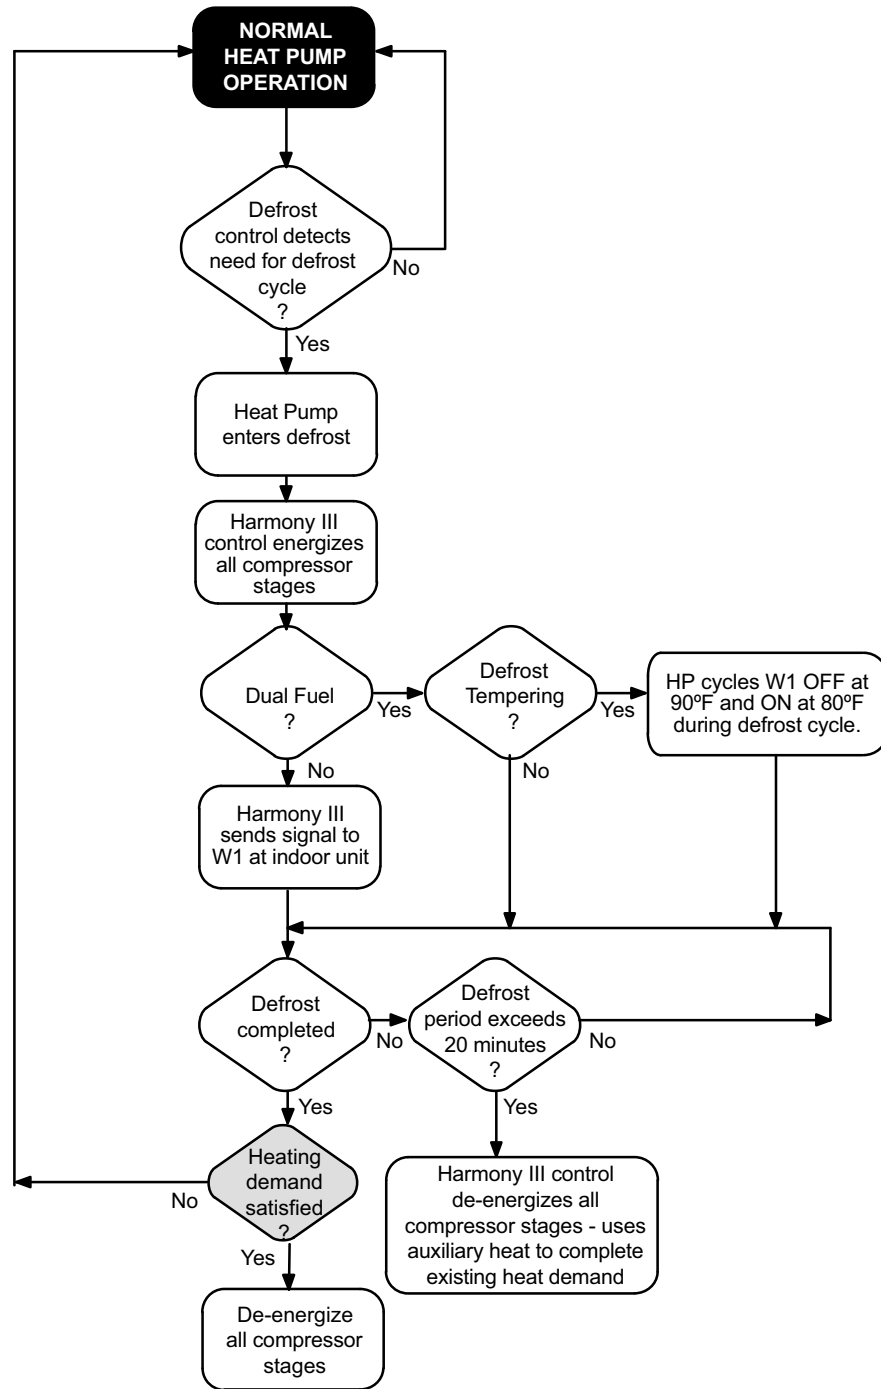 NORMAL
HEAT PUMP
OPERATION
Defrost
control detects
need for defrost
cycle
?
No
Yes
Heat Pump
enters defrost
Harmony III
control energizes
all compressor
stages
Dual Fuel
?
Yes
Defrost
Tempering
?
Yes
HP cycles W1 OFF at
90ºF and ON at 80ºF
during defrost cycle.
No
No
Harmony III
sends signal to
W1 at indoor unit
Defrost
completed
?
No
Defrost
period exceeds
20 minutes
?
No
Yes
Yes
Heating
demand
satisfied
?
No
Yes
Harmony III control
de-energizes all
compressor stages - uses
auxiliary heat to complete
existing heat demand
De-energize
all compressor
stages